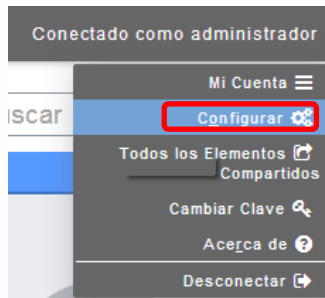 Conectado como administrador
Mi Cuenta
scar
Configurar
Todos los Elementos
Compartidos
Cambiar Clave
Acerca de
Desconectar